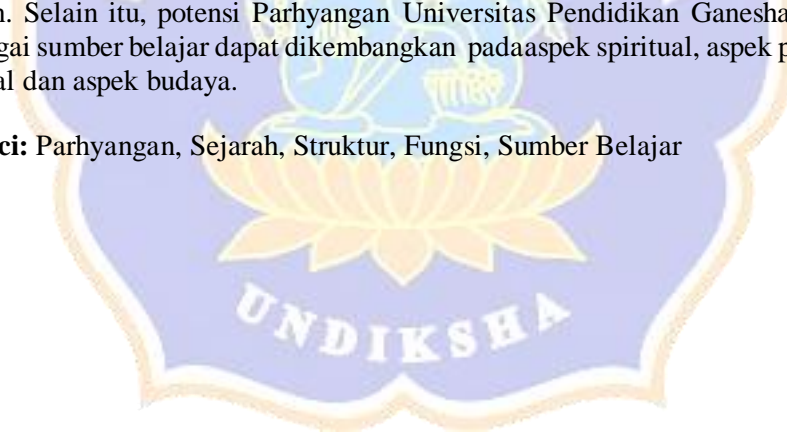 n. Selain itu, potensi Parhyangan Universitas Pendidikan Ganesha
gai sumber belajar dapat dikembangkan padaaspek spiritual, aspek p
al dan aspek budaya.
ci: Parhyangan, Sejarah, Struktur, Fungsi, Sumber Belajar
UNDIKSHA